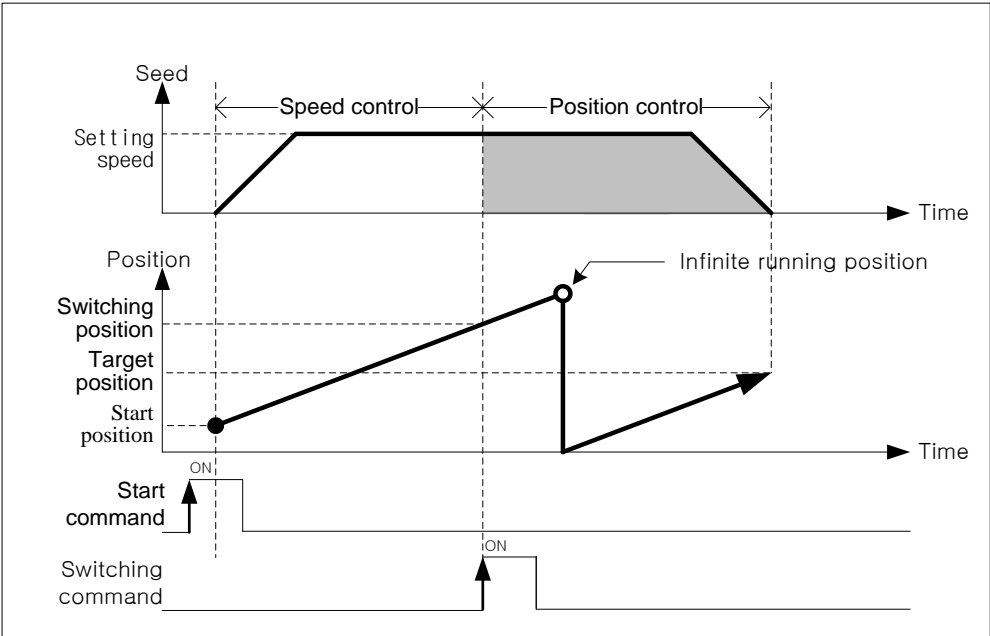 Seed
Speed control
Position control
Setting
speed
Time
Position
Infinite running position
Switching
position
Target
position
Start
position
Time
ON
Start
command
ON
Switching
command